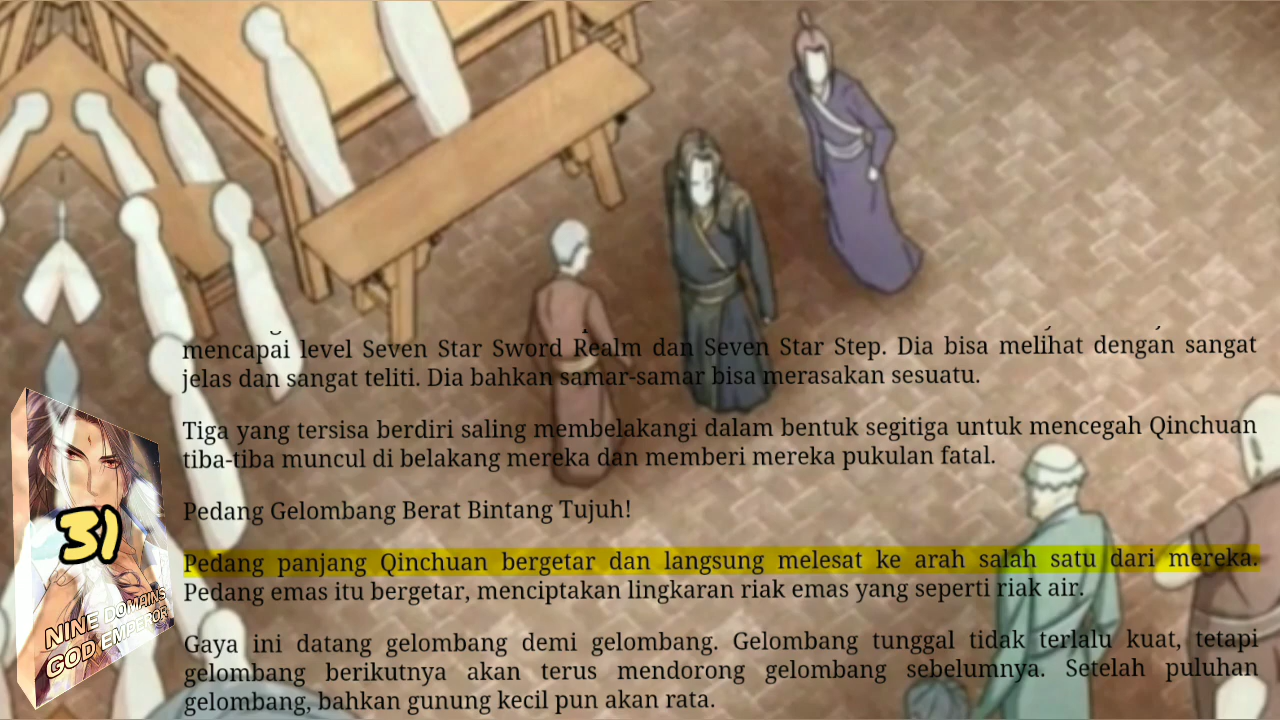 mencapai level Seven Star Sword Realm dan Seven Star Step. Dia bisa melihat dengan sangat
jelas dan sangat teliti. Dia bahkan samar-samar bisa merasakan sesuatu.
Tiga yang tersisa berdiri saling membelakangi dalam bentuk segitiga untuk mencegah Qinchuan
tiba-tiba muncul di belakang mereka dan memberi mereka pukulan fatal.
Pedang Gelombang Berat Bintang Tujuh!
Pedang panjang Qinchuan bergetar dan langsung melesat ke arah salah satu dari mereka.
Pedang emas itu bergetar, menciptakan lingkaran riak emas yang seperti riak air.
Gaya ini datang gelombang demi gelombang. Gelombang tunggal tidak terlalu kuat, tetapi
gelombang berikutnya akan terus mendorong gelombang sebelumnya. Setelah puluhan
gelombang, bahkan gunung kecil pun akan rata.
31
NINE DOMAINS
GOD EMPEROR